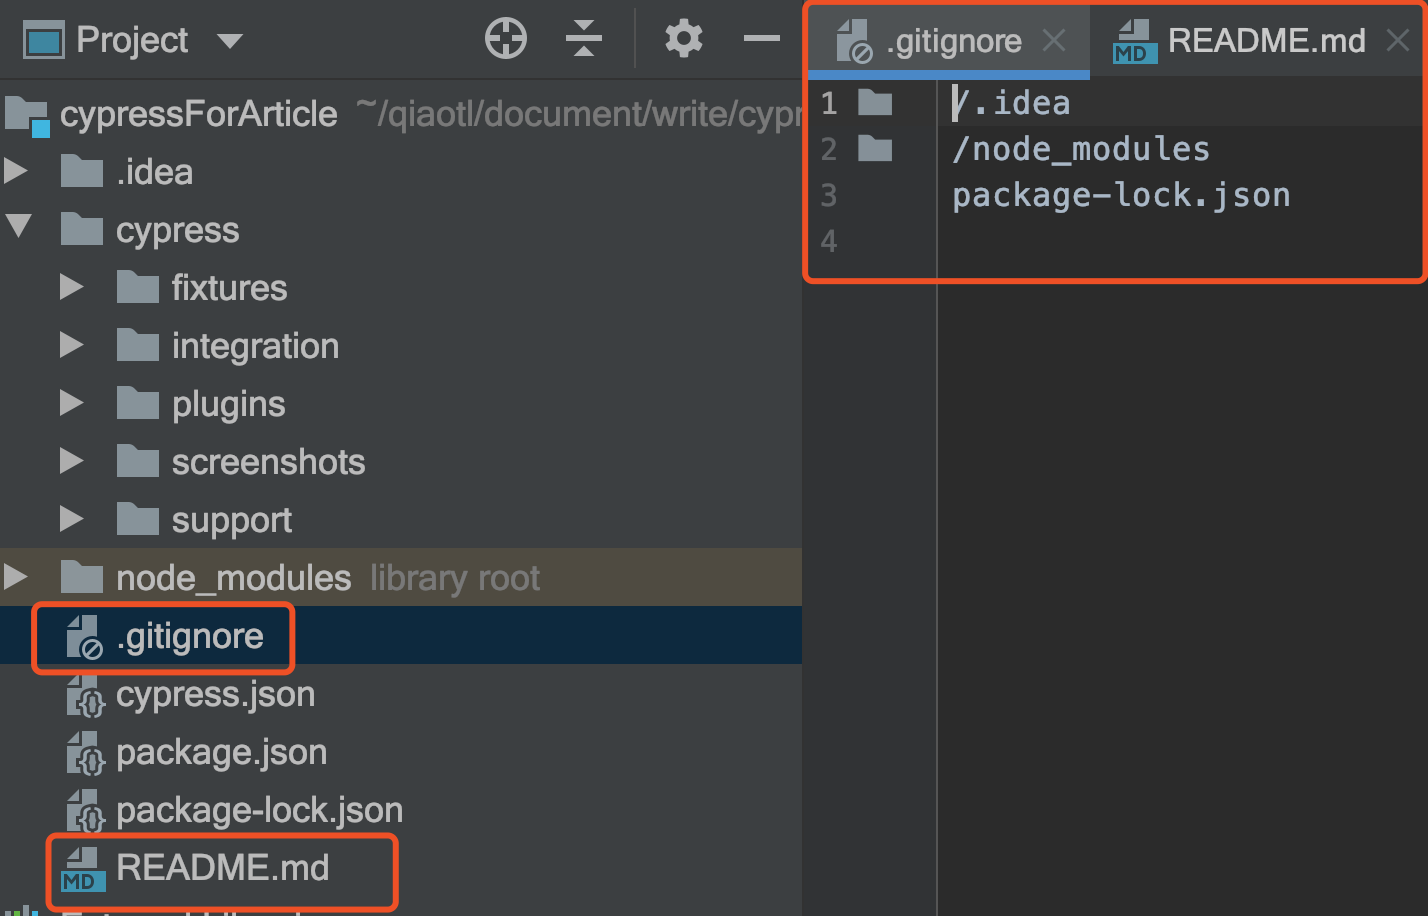 Project
cypressForArticle ~/qiaotl/document/write/cypr
.idea
cypress
fixtures
integration
plugins
screenshots
support
node_modules library root
.gitignore
cypress.json
package.json
package-lock.json
MD README.md
.gitignore
MD README.md
1 /.idea
2 /node_modules
3 package-lock.json
4